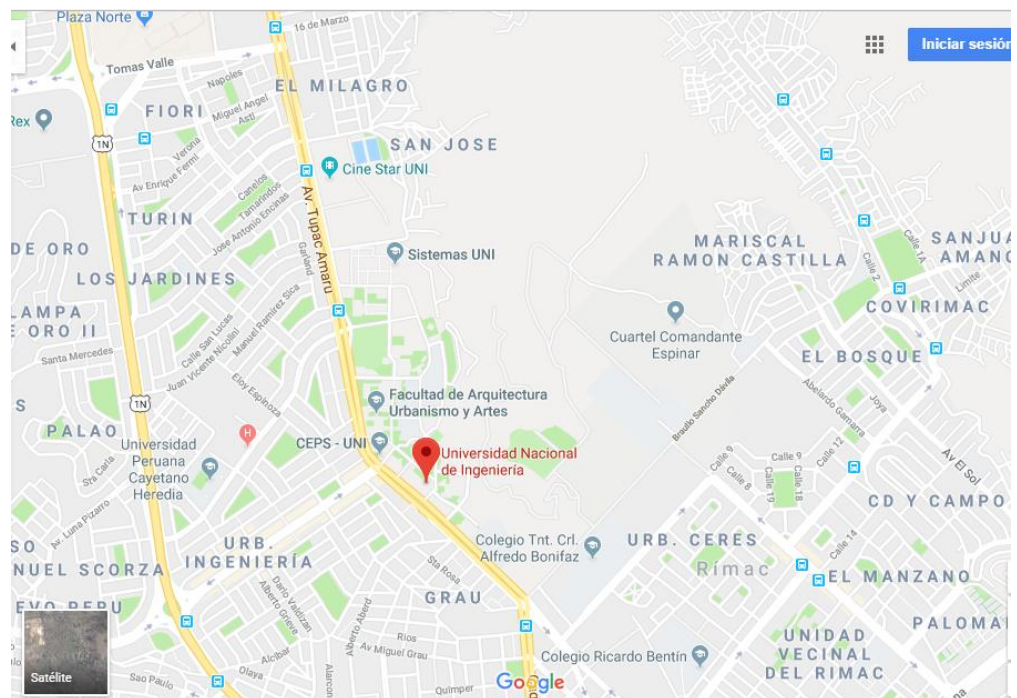 Plaza Norte
16 de Marzo
Iniciar sesión
Tomas Valle
Napoles
EL MILAGRO
FIORI
Miguel Angel
Asti
Rex
1N
Verona
SAN JOSE
Av Enrique Fermi
Cine Star UNI
Canelos
Tamarindos
TURIN
Jose Antonio Encinas
Garland
Av. Tupac Amaru
DE ORO
Sistemas UNI
MARISCAL
RAMON CASTILLA
Calle 2
Calle 1A
SANJUA
AMANC
Limite
LOS JARDINES
LAMPA
E ORO II
Calle San Lucas
Manuel Ramirez Sica
COVIRIMAC
Cuartel Comandante
Espinar
Santa Mercedes
Juan Vicente Nicolini
EL BOSQUE
Eloy Espinoza
Facultad de Arquitectura
Urbanismo y Artes
Braulio Sancho Dávila
Abelardo Gamarra
Joya
1N
S
PALAO
H
CEPS - UNI
Universidad
Peruana
Cayetano
Heredia
Universidad Nacional
de Ingeniería
Sra Carla
Calle 9
Calle 8
Calle 9
Calle 19
Calle 18
Calle 12
Av El Sol
Av. Luna Pizarro
CD Y CAMPO
SO
NUEL SCORZA
URB.
INGENIERÍA
Colegio Tnt. Crl.
Alfredo Bonifaz
URB. CERES
Calle 14
Rímac
EL MANZANO
Sta Rosa
GRAU
Dario Valdizan
Alberto Grieve
Alberto Aberd
EVO PERU
PALOMAI
Rios
Av Miguel Grau
UNIDAD
VECINAL
DEL RIMAC
Alcibar
Olaya
Colegio Ricardo Bentín
Satélite
Sao Paulo
Alarcon
Quimper
Google